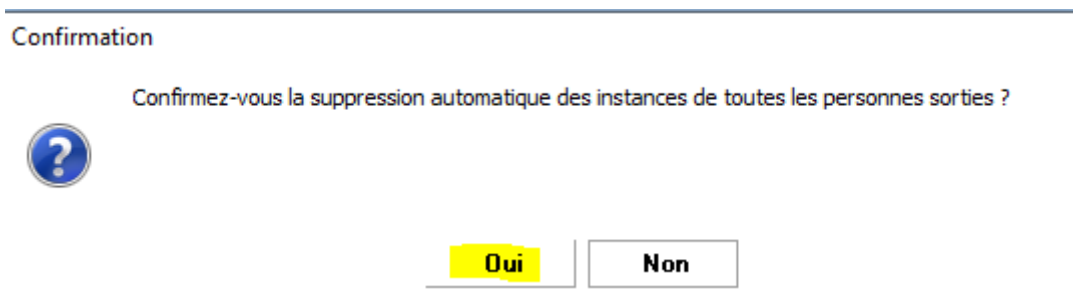 Confirmation
Confirmez-vous la suppression automatique des instances de toutes les personnes sorties ?
Oui
Non